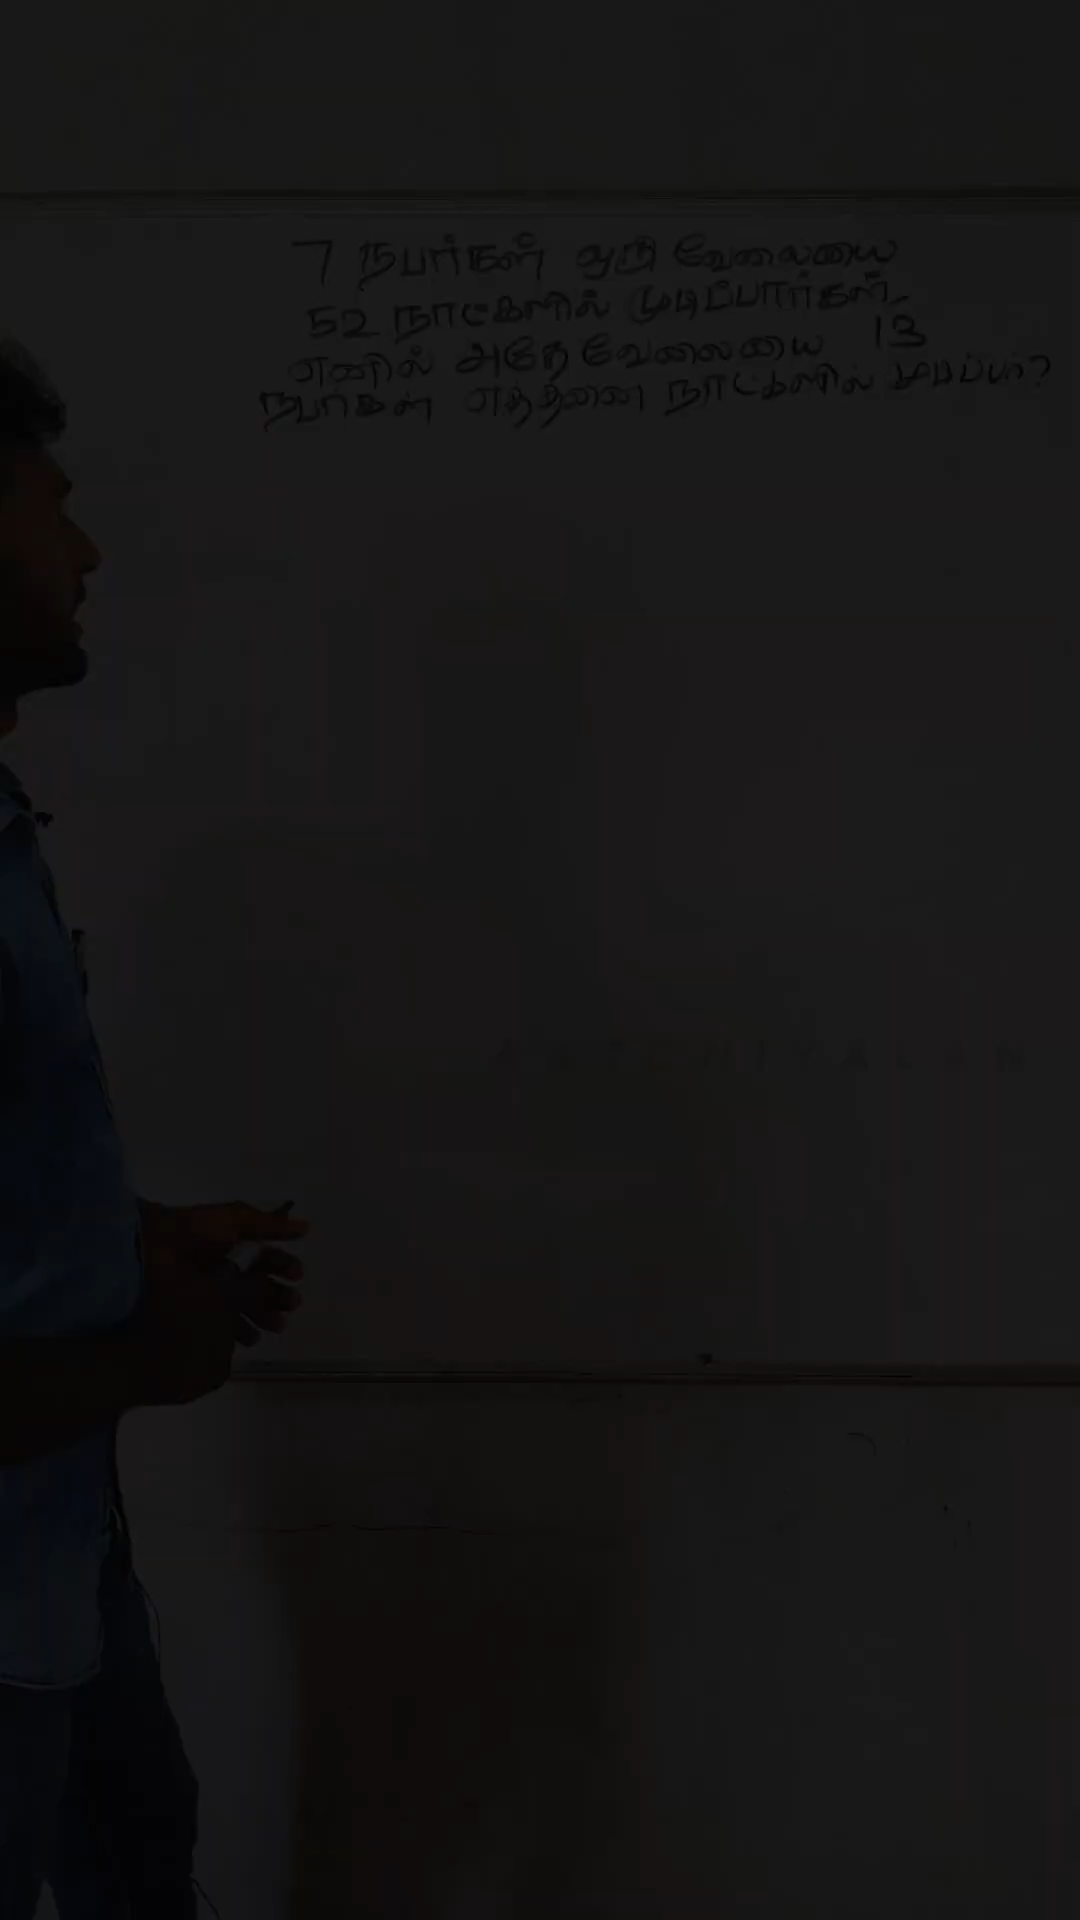 7 நபர்கள் ஒரு வேலையை
52 நாட்களில் முடிப்பார்கள்
எனில் அதே வேலையை 13
நபர்கள் எத்தனை நாட்களில் முடிப்பர்?